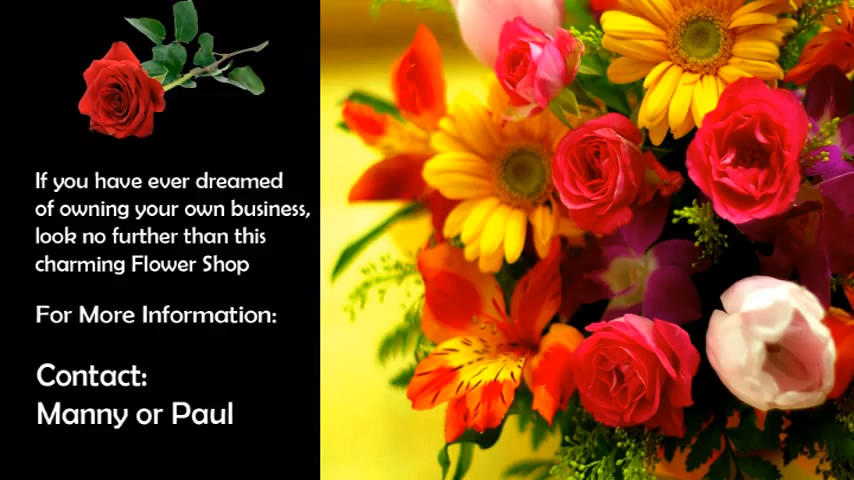 If you have ever dreamed
of owning your own business,
look no further than this
charming Flower Shop
For More Information:
Contact:
Manny or Paul